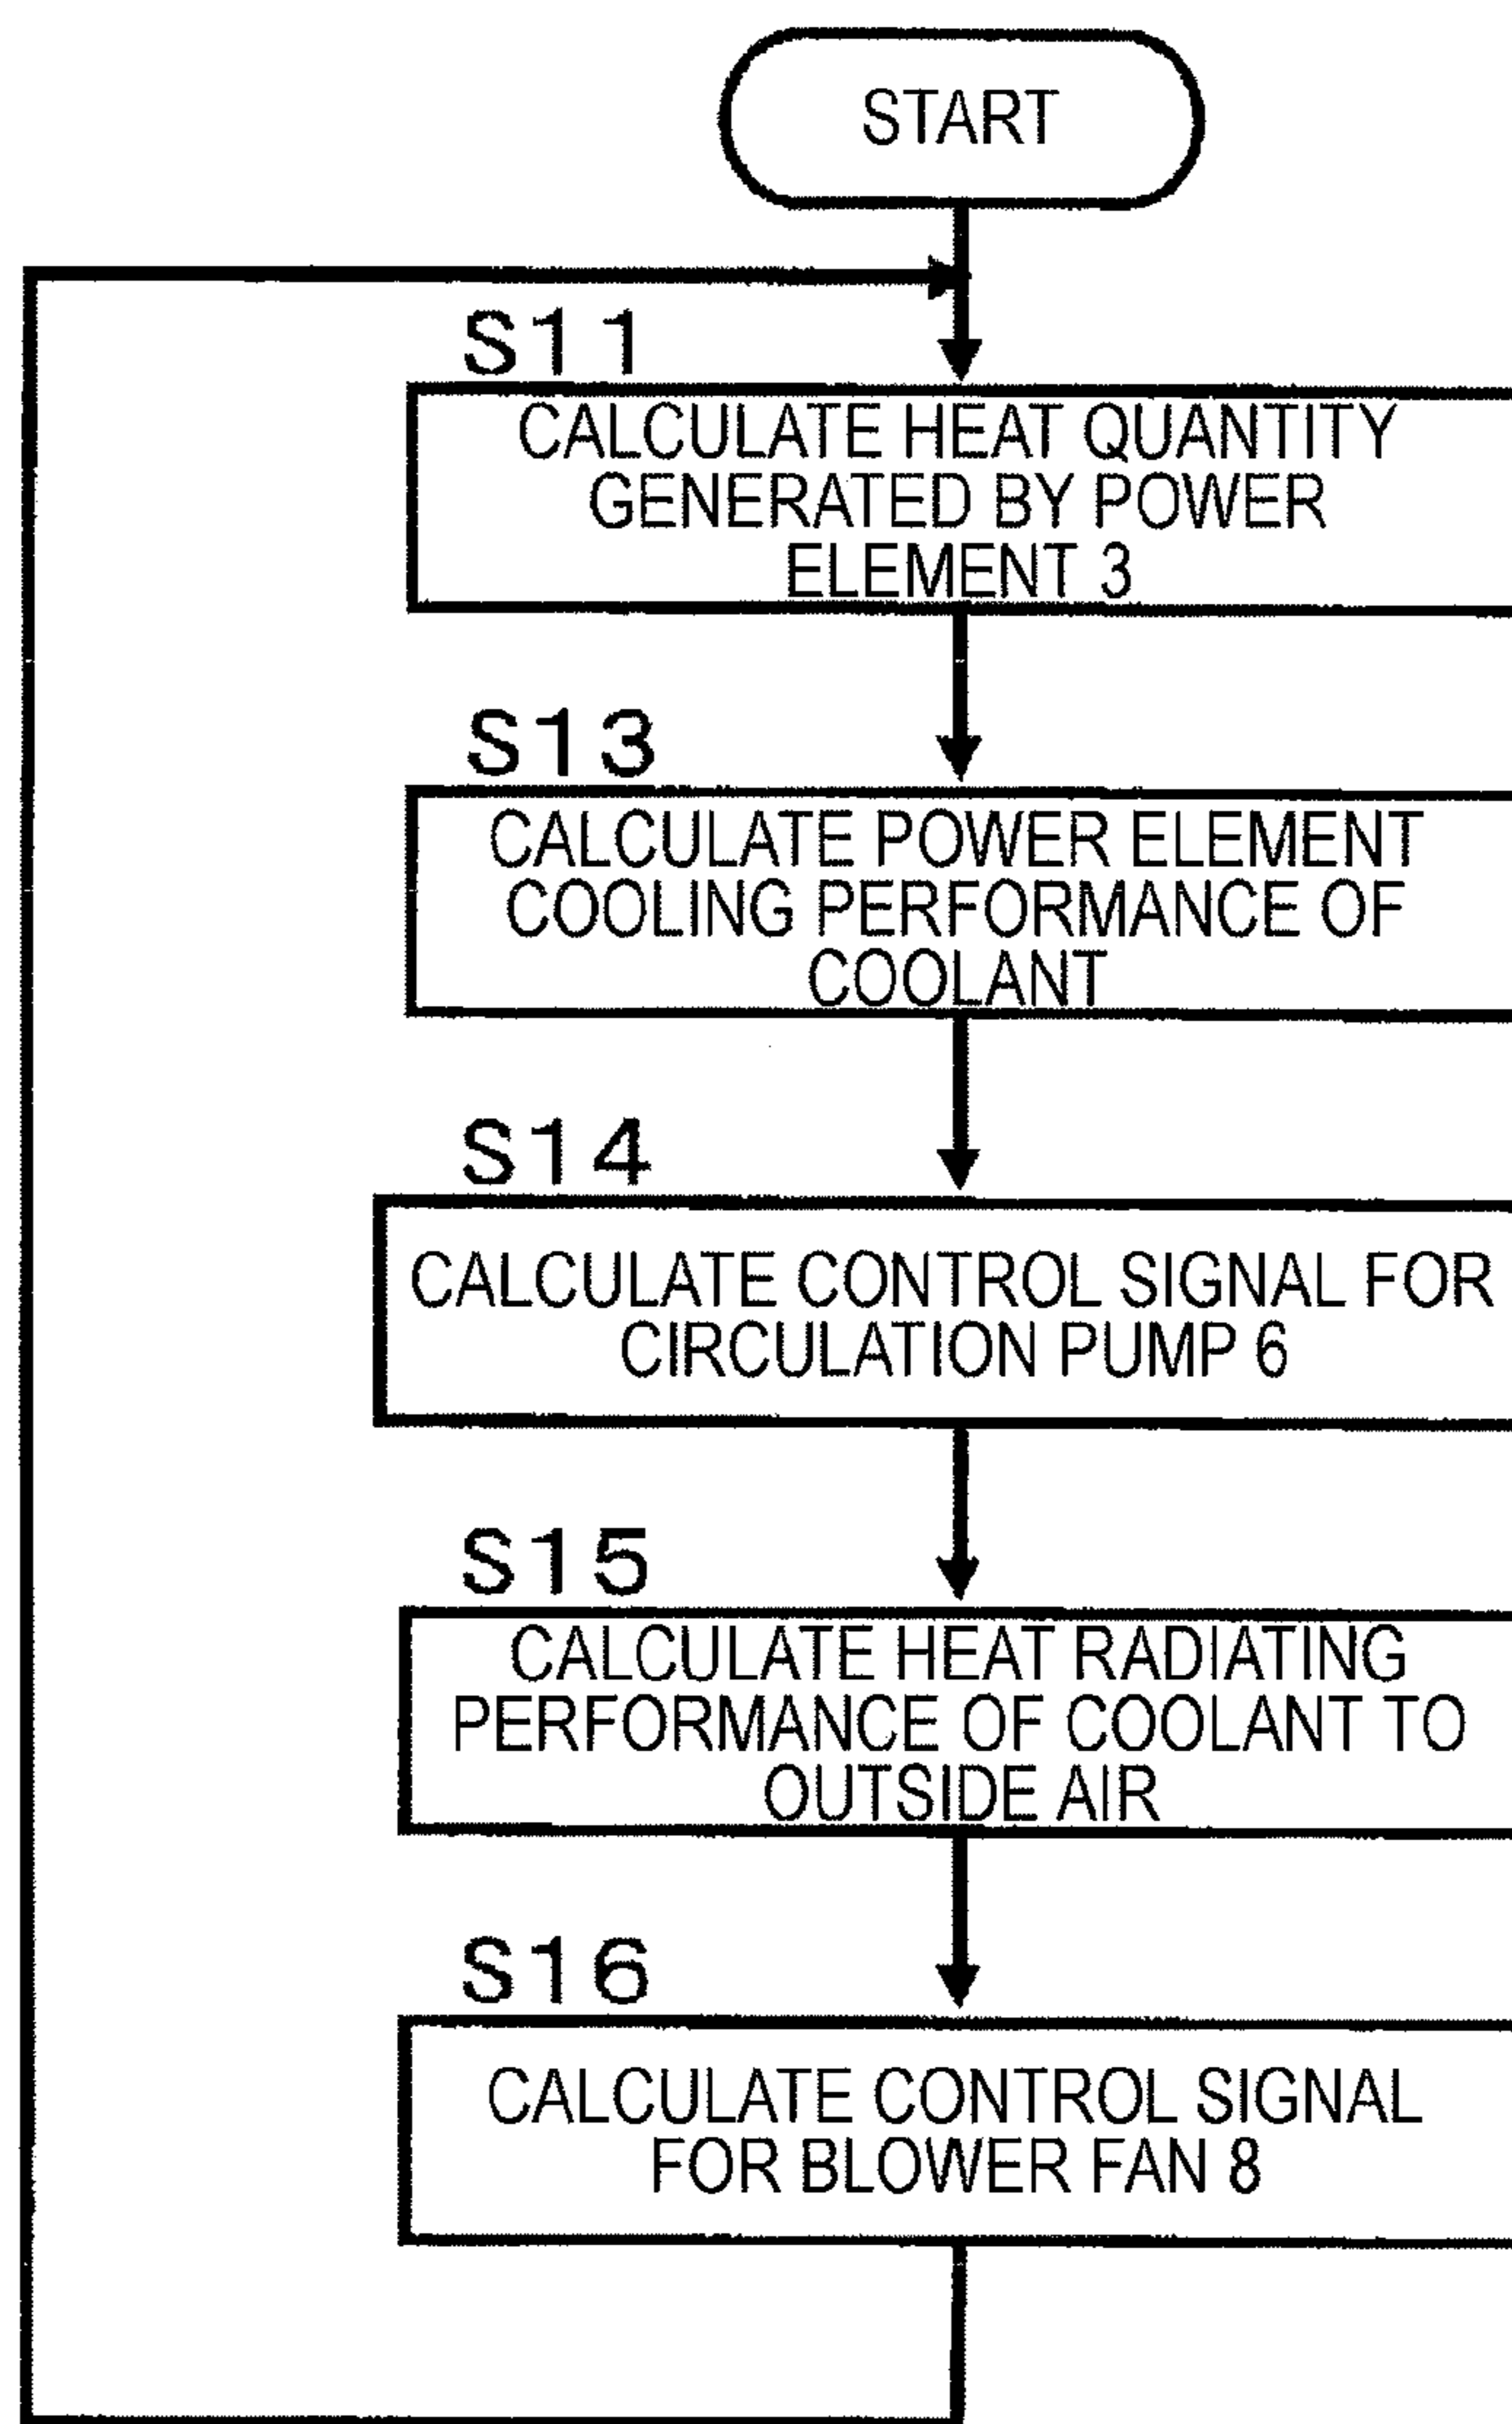 START
S11
CALCULATE HEAT QUANTITY
GENERATED BY POWER
ELEMENT 3
S13
CALCULATE POWER ELEMENT
COOLING PERFORMANCE OF
COOLANT
S14
CALCULATE CONTROL SIGNAL FOR
CIRCULATION PUMP 6
S15
CALCULATE HEAT RADIATING
PERFORMANCE OF COOLANT TO
OUTSIDE AIR
S16
CALCULATE CONTROL SIGNAL
FOR BLOWER FAN 8